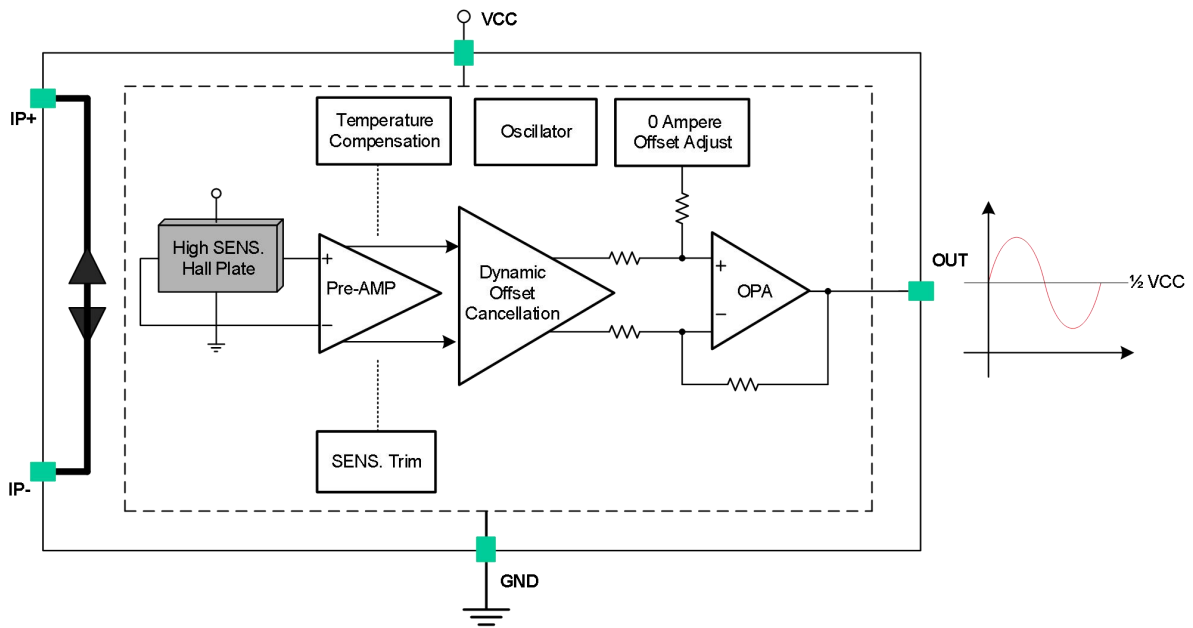 VCC
IP+
Temperature
Compensation
Oscillator
0 Ampere
Offset Adjust
High SENS.
Hall Plate
+
Pre-AMP
−
Dynamic
Offset
Cancellation
+
OPA
−
OUT
½ VCC
SENS. Trim
IP-
GND